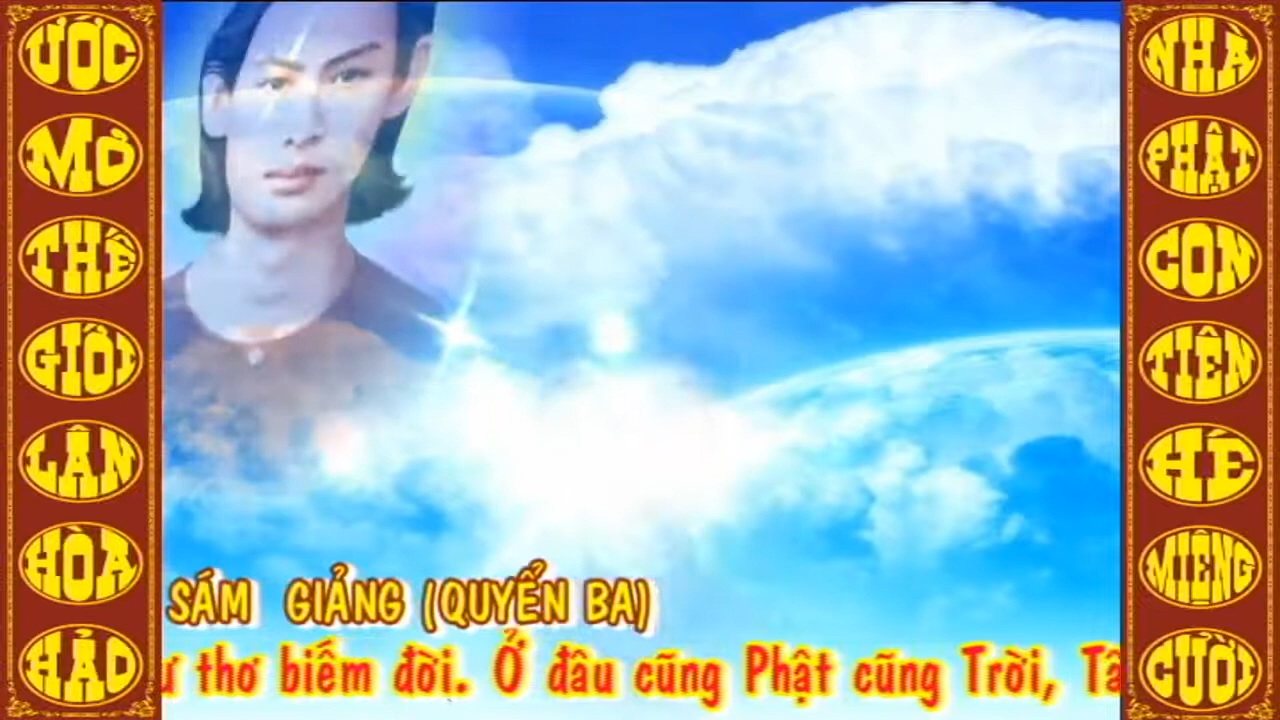 ƯỚC
MỜ
THẾ
GIỚI
LÂN
HÒA
HẢO
NHÀ
PHẬT
CON
TIÊN
HÉ
MIỆNG
CƯỜI
SÁM GIẢNG (QUYỂN BA)
thơ biếm đời. Ở đâu cũng Phật cũng Trời,